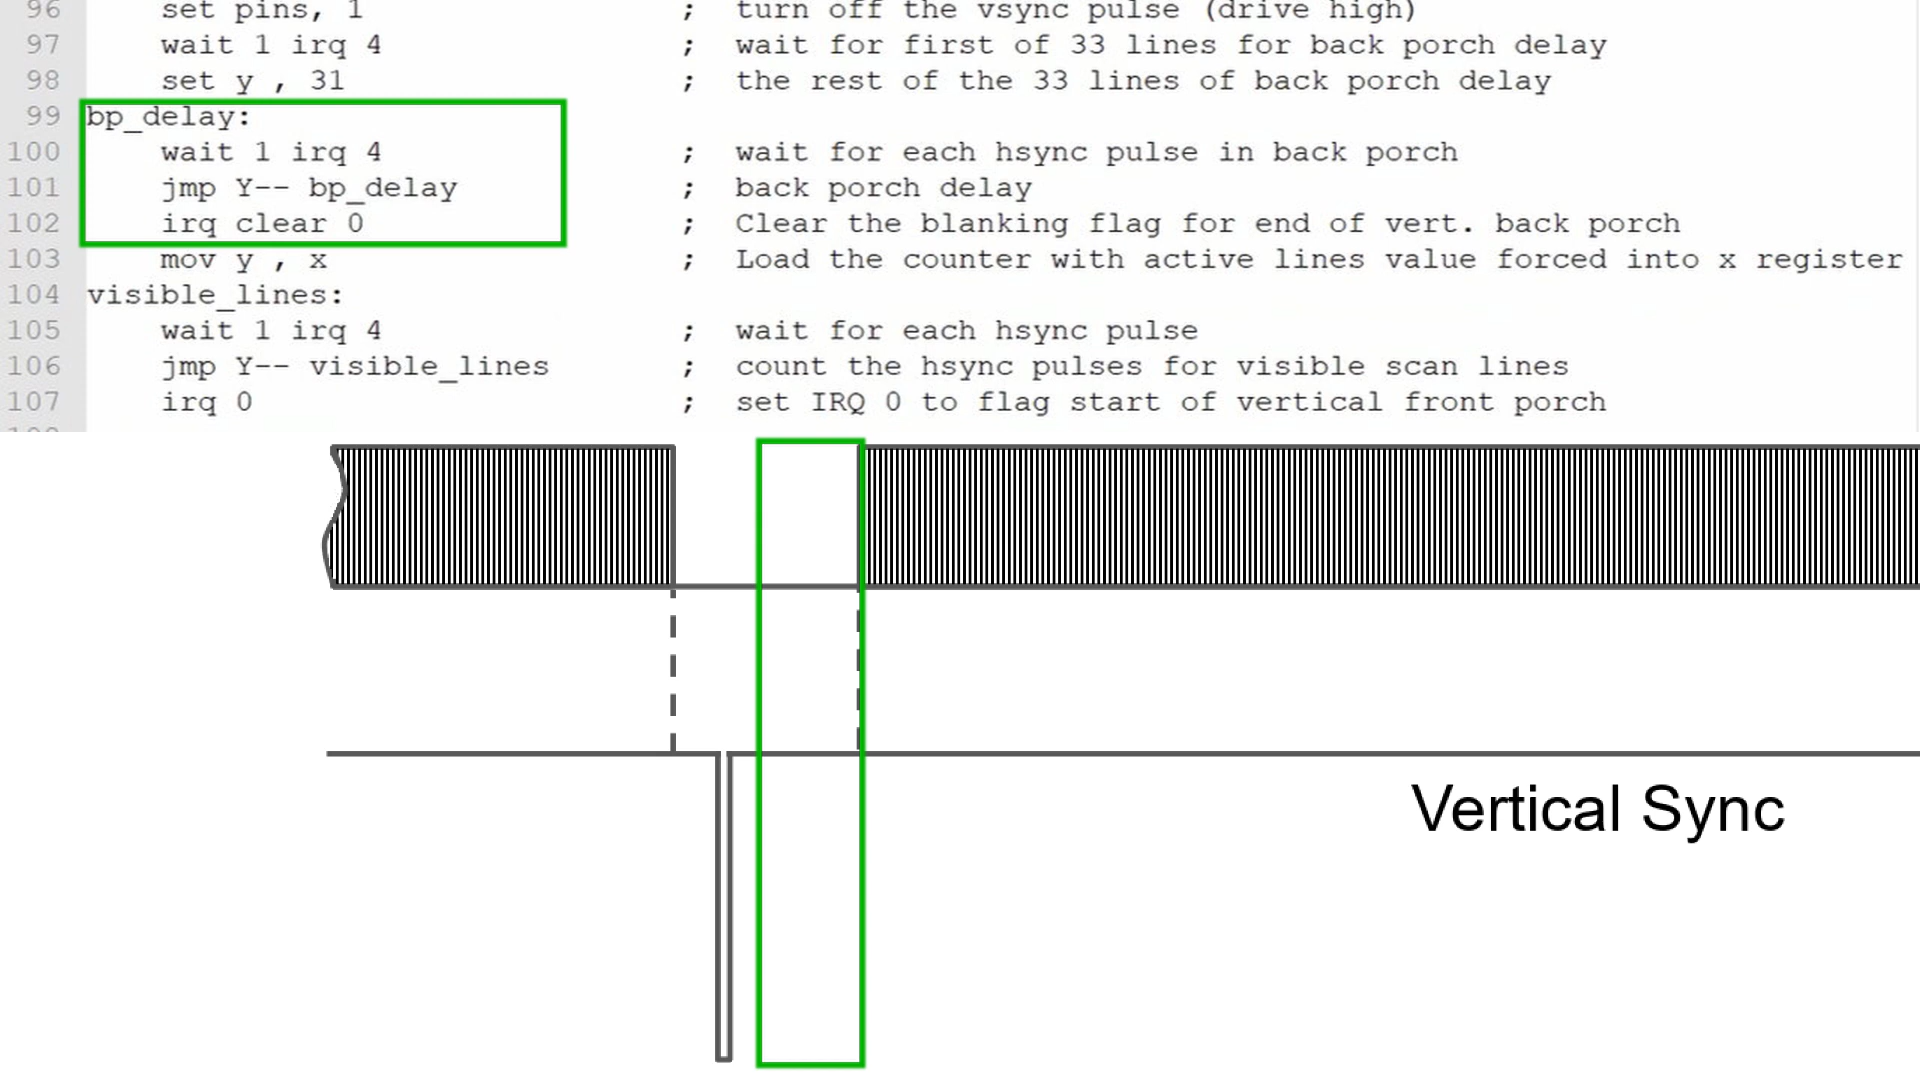 96 set pins, 1 ; turn off the vsync pulse (drive high)
97 wait 1 irq 4 ; wait for first of 33 lines for back porch delay
98 set y , 31 ; the rest of the 33 lines of back porch delay
99 bp_delay:
100 wait 1 irq 4 ; wait for each hsync pulse in back porch
101 jmp Y-- bp_delay ; back porch delay
102 irq clear 0 ; Clear the blanking flag for end of vert. back porch
103 mov y , x ; Load the counter with active lines value forced into x register
104 visible_lines:
105 wait 1 irq 4 ; wait for each hsync pulse
106 jmp Y-- visible_lines ; count the hsync pulses for visible scan lines
107 irq 0 ; set IRQ 0 to flag start of vertical front porch
Vertical Sync